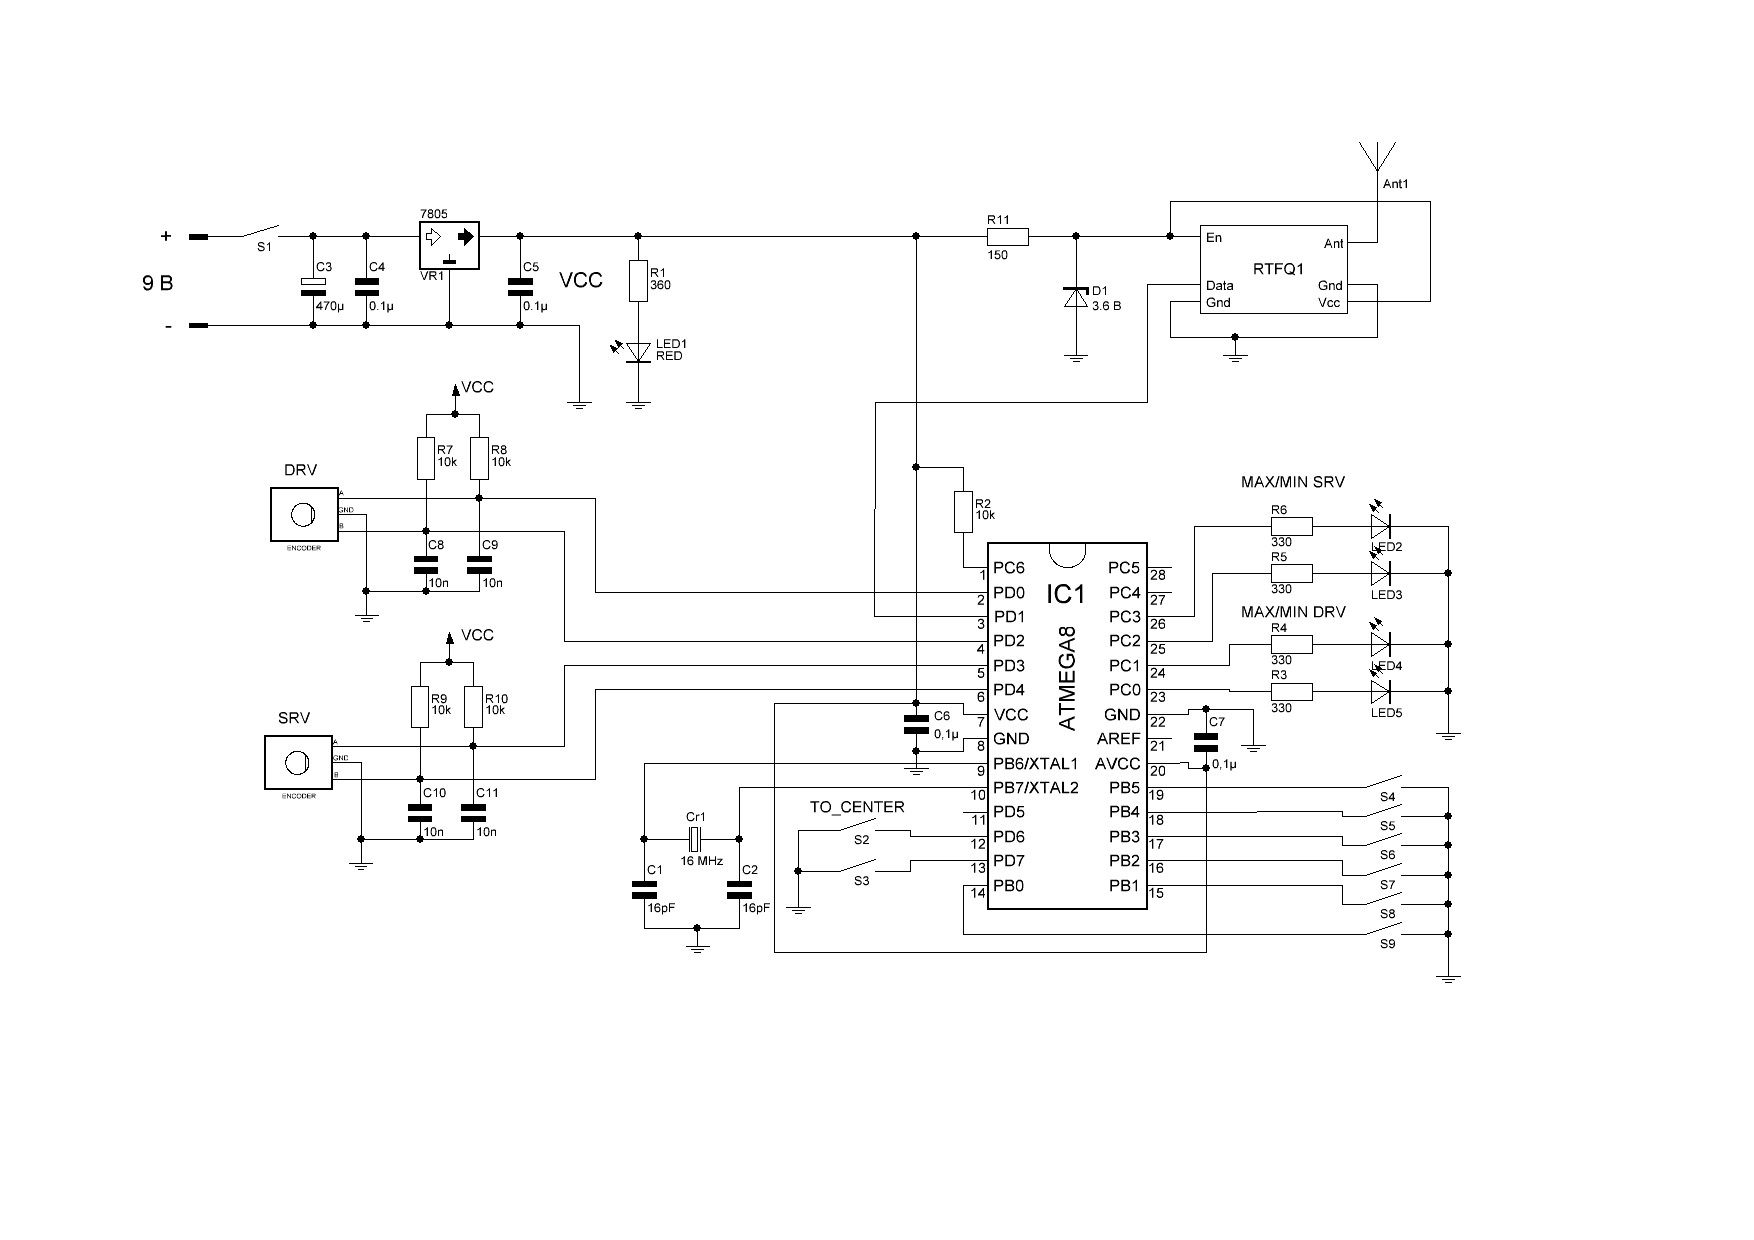 Ant1
7805
+
S1
R11
150
En
Ant
RTFQ1
VCC
9 В
C3
470µ
C4
0.1µ
VR1
C5
0.1µ
R1
360
D1
3.6 В
Data
Gnd
Gnd
Vcc
-
LED1
RED
VCC
R7
10k
R8
10k
DRV
A
GND
B
ENCODER
C8
10n
C9
10n
R2
10k
MAX/MIN SRV
R6
330
LED2
R5
330
LED3
MAX/MIN DRV
R4
330
LED4
R3
330
LED5
IC1
ATMEGA8
PC6
1
PD0
2
PD1
3
PD2
4
PD3
5
PD4
6
VCC
7
GND
8
PB6/XTAL1
9
PB7/XTAL2
10
PD5
11
PD6
12
PD7
13
PB0
14
PC5
28
PC4
27
PC3
26
PC2
25
PC1
24
PC0
23
GND
22
AREF
21
AVCC
20
PB5
19
PB4
18
PB3
17
PB2
16
PB1
15
VCC
R9
10k
R10
10k
SRV
A
GND
B
ENCODER
C10
10n
C11
10n
C6
0,1µ
C7
0,1µ
TO_CENTER
S2
S3
Cr1
16 MHz
C1
16pF
C2
16pF
S4
S5
S6
S7
S8
S9